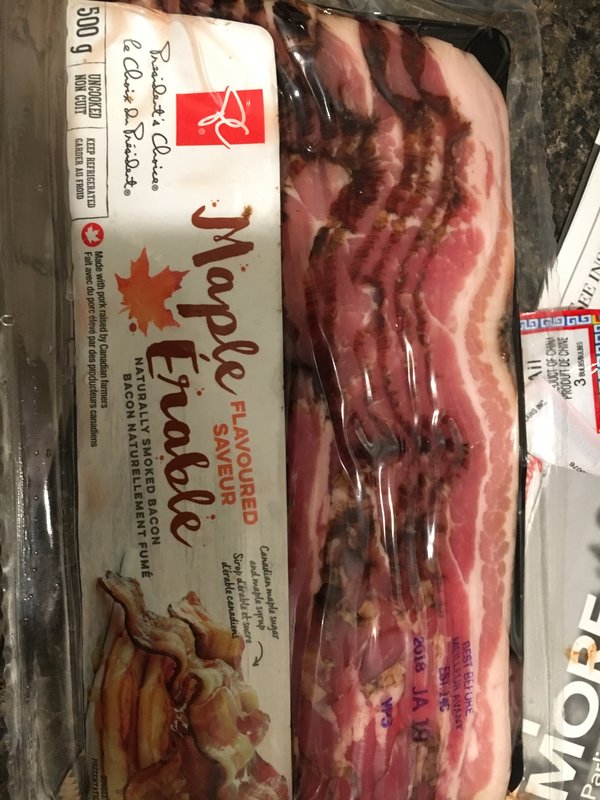 500 g
UNCOOKED
NON CUIT
KEEP REFRIGERATED
GARDER AU FROID
President's Choice®
le Choix du Président®
PC®
Made with pork raised by Canadian farmers
Fait avec du porc élevé par des producteurs canadiens
Maple
Érable
FLAVOURED
SAVEUR
NATURALLY SMOKED BACON
BACON NATURELLEMENT FUMÉ
Canadian maple sugar
and maple syrup
Sirop d'érable et sucre
d'érable canadiens
BEST BEFORE
MEILLEUR AVANT
2018 JA 18
PRODUIT DE CHINE
MORE